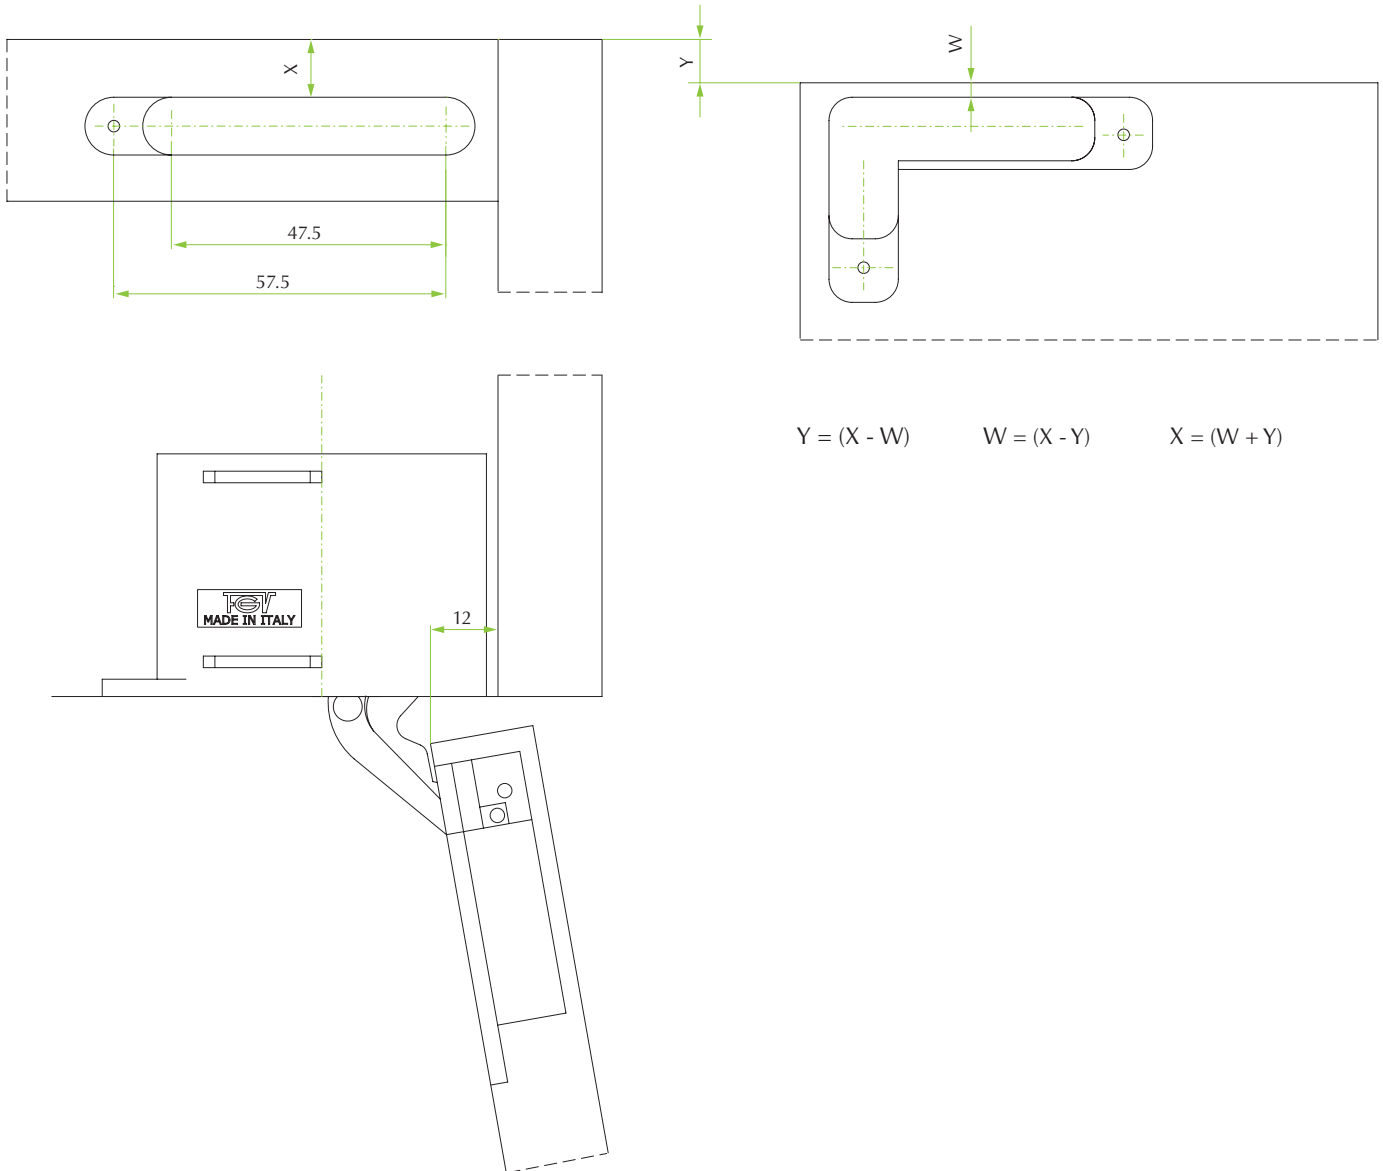 X
Y
W
47.5
57.5
Y = (X - W)
W = (X - Y)
X = (W + Y)
FGV
MADE IN ITALY
12